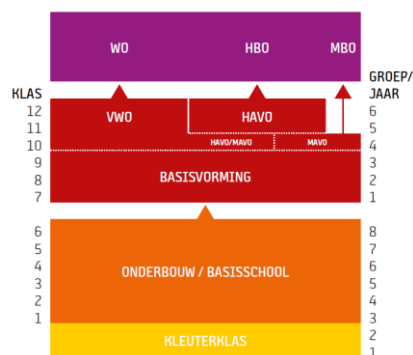 WO HBO MBO
KLAS
GROEP/
JAAR
12 VWO HAVO 6
11 5
10 HAVO/MAVO MAVO 4
9 3
8 BASISVORMING 2
7 1
6 8
5 7
4 6
3 ONDERBOUW / BASISSCHOOL 5
2 4
1 3
KLEUTERKLAS 2
1